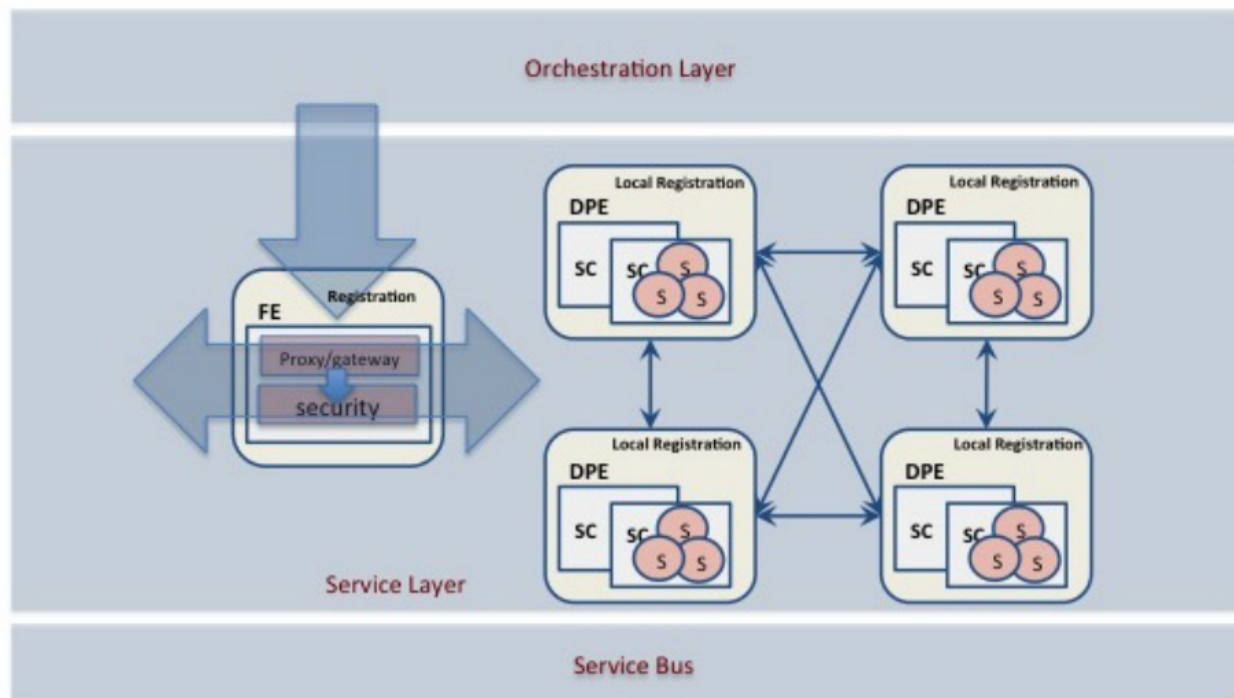 Orchestration Layer
Registration
FE
Proxy/gateway
security
Local Registration
DPE
SC
SC
S
S
S
Local Registration
DPE
SC
SC
S
S
S
Local Registration
DPE
SC
SC
S
S
S
Local Registration
DPE
SC
SC
S
S
S
Service Layer
Service Bus